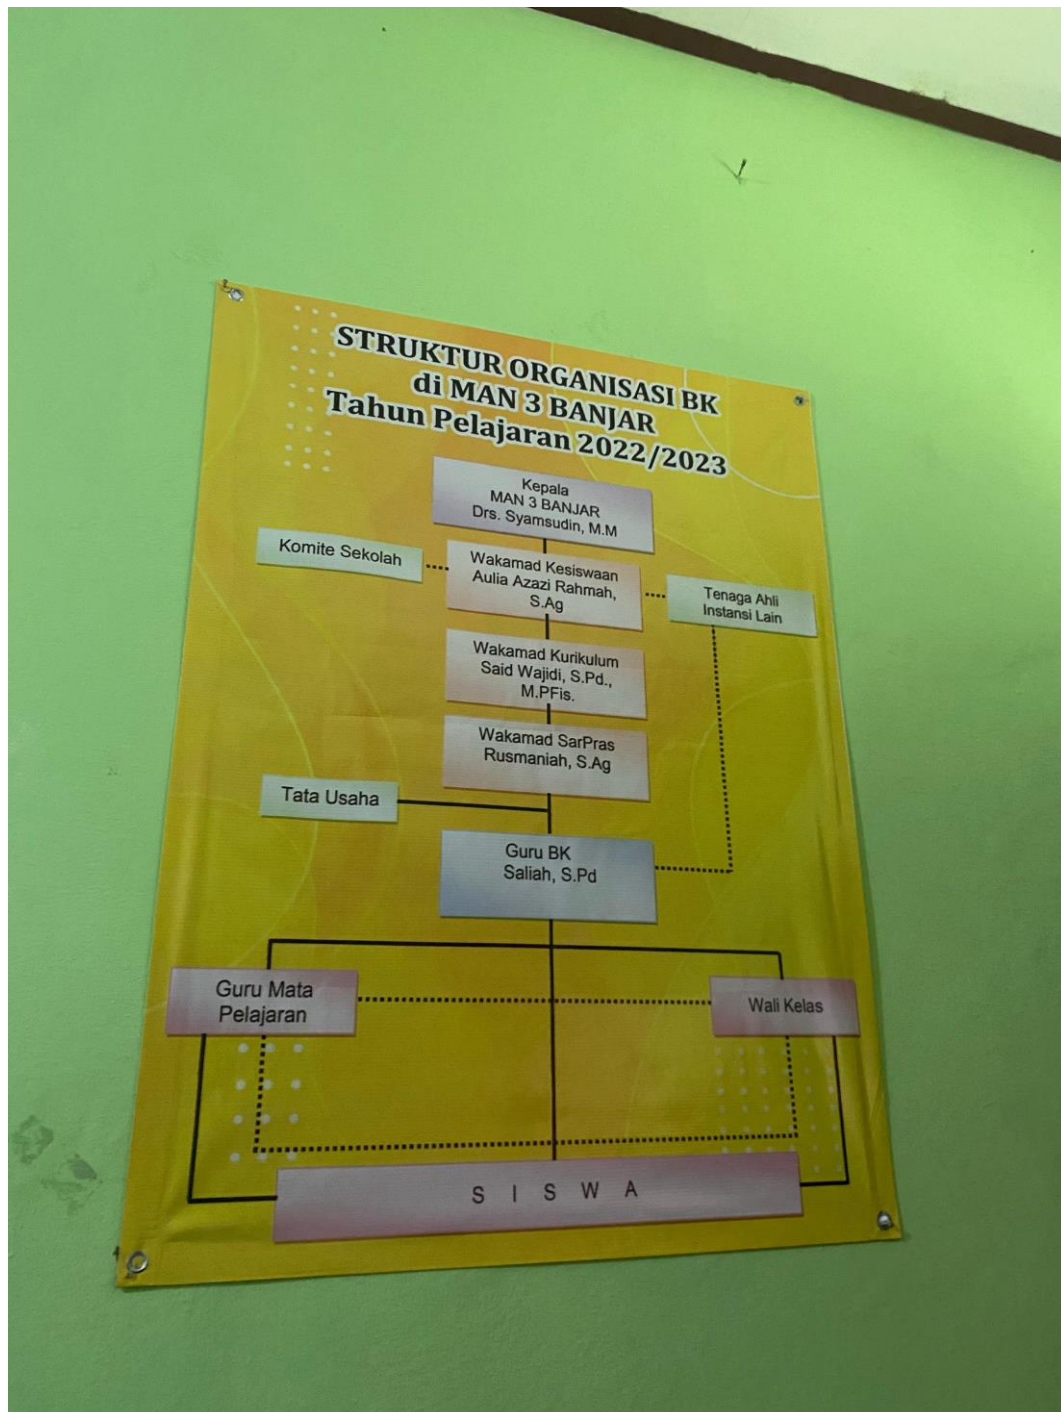 STRUKTUR ORGANISASI BK
di MAN 3 BANJAR
Tahun Pelajaran 2022/2023
Kepala
MAN 3 BANJAR
Drs. Syamsudin, M.M
Komite Sekolah
Wakamad Kesiswaan
Aulia Azazi Rahmah,
S.Ag
Tenaga Ahli
Instansi Lain
Wakamad Kurikulum
Said Wajidi, S.Pd.,
M.PFis.
Wakamad SarPras
Rusmaniah, S.Ag
Tata Usaha
Guru BK
Saliah, S.Pd
Guru Mata
Pelajaran
Wali Kelas
S I S W A